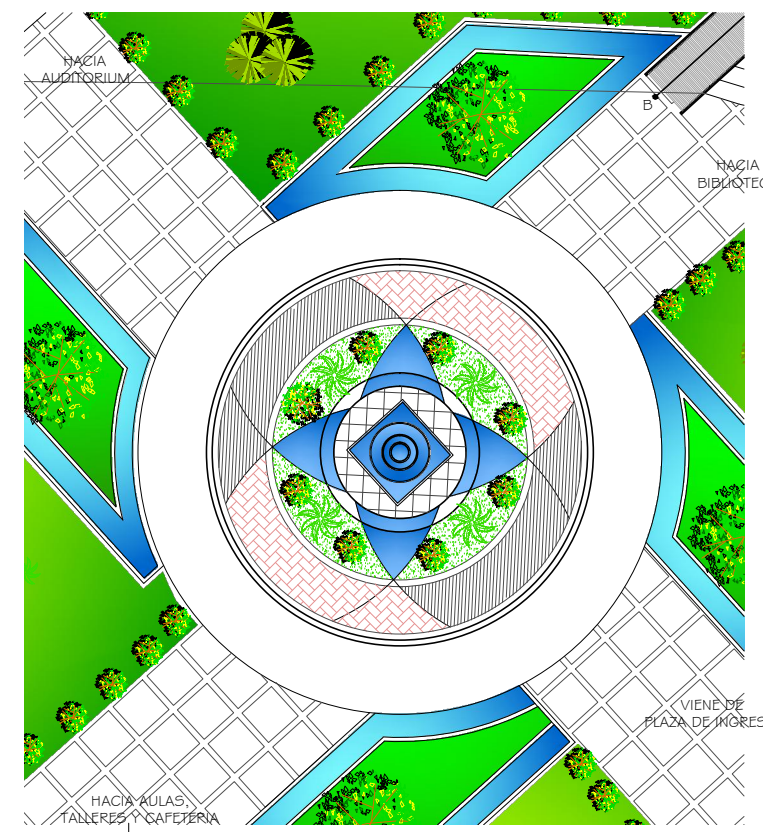 HACIA
AUDITORIUM
B
HACIA
BIBLIOTEC
VIENE DE
PLAZA DE INGRES
HACIA AULAS,
TALLERES Y CAFETERIA